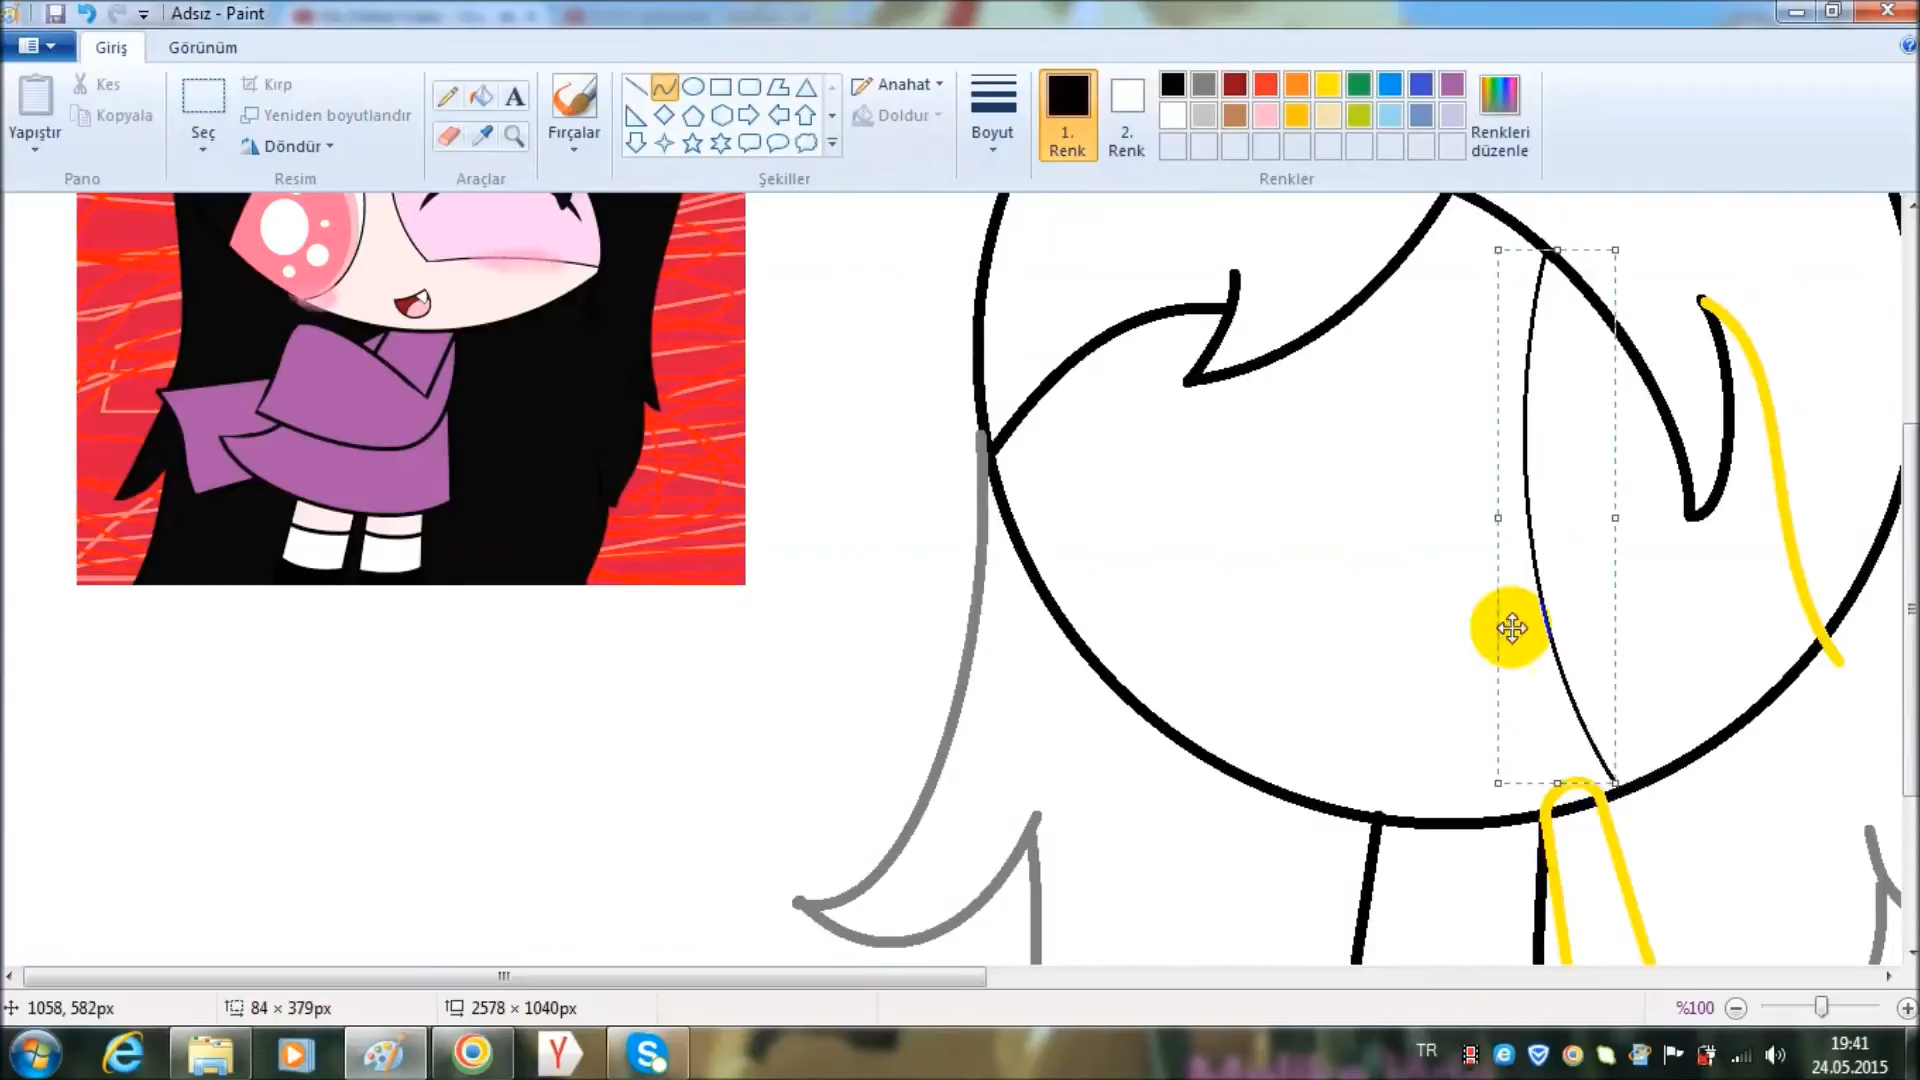 Adsız - Paint
Giriş
Görünüm
Yapıştır
Kes
Kopyala
Pano
Seç
Kırp
Yeniden boyutlandır
Döndür
Resim
A
Araçlar
Fırçalar
Anahat
Doldur
Şekiller
Boyut
1.
Renk
2.
Renk
Renkleri
düzenle
Renkler
1058, 582px
84 × 379px
2578 × 1040px
%100
TR
19:41
24.05.2015